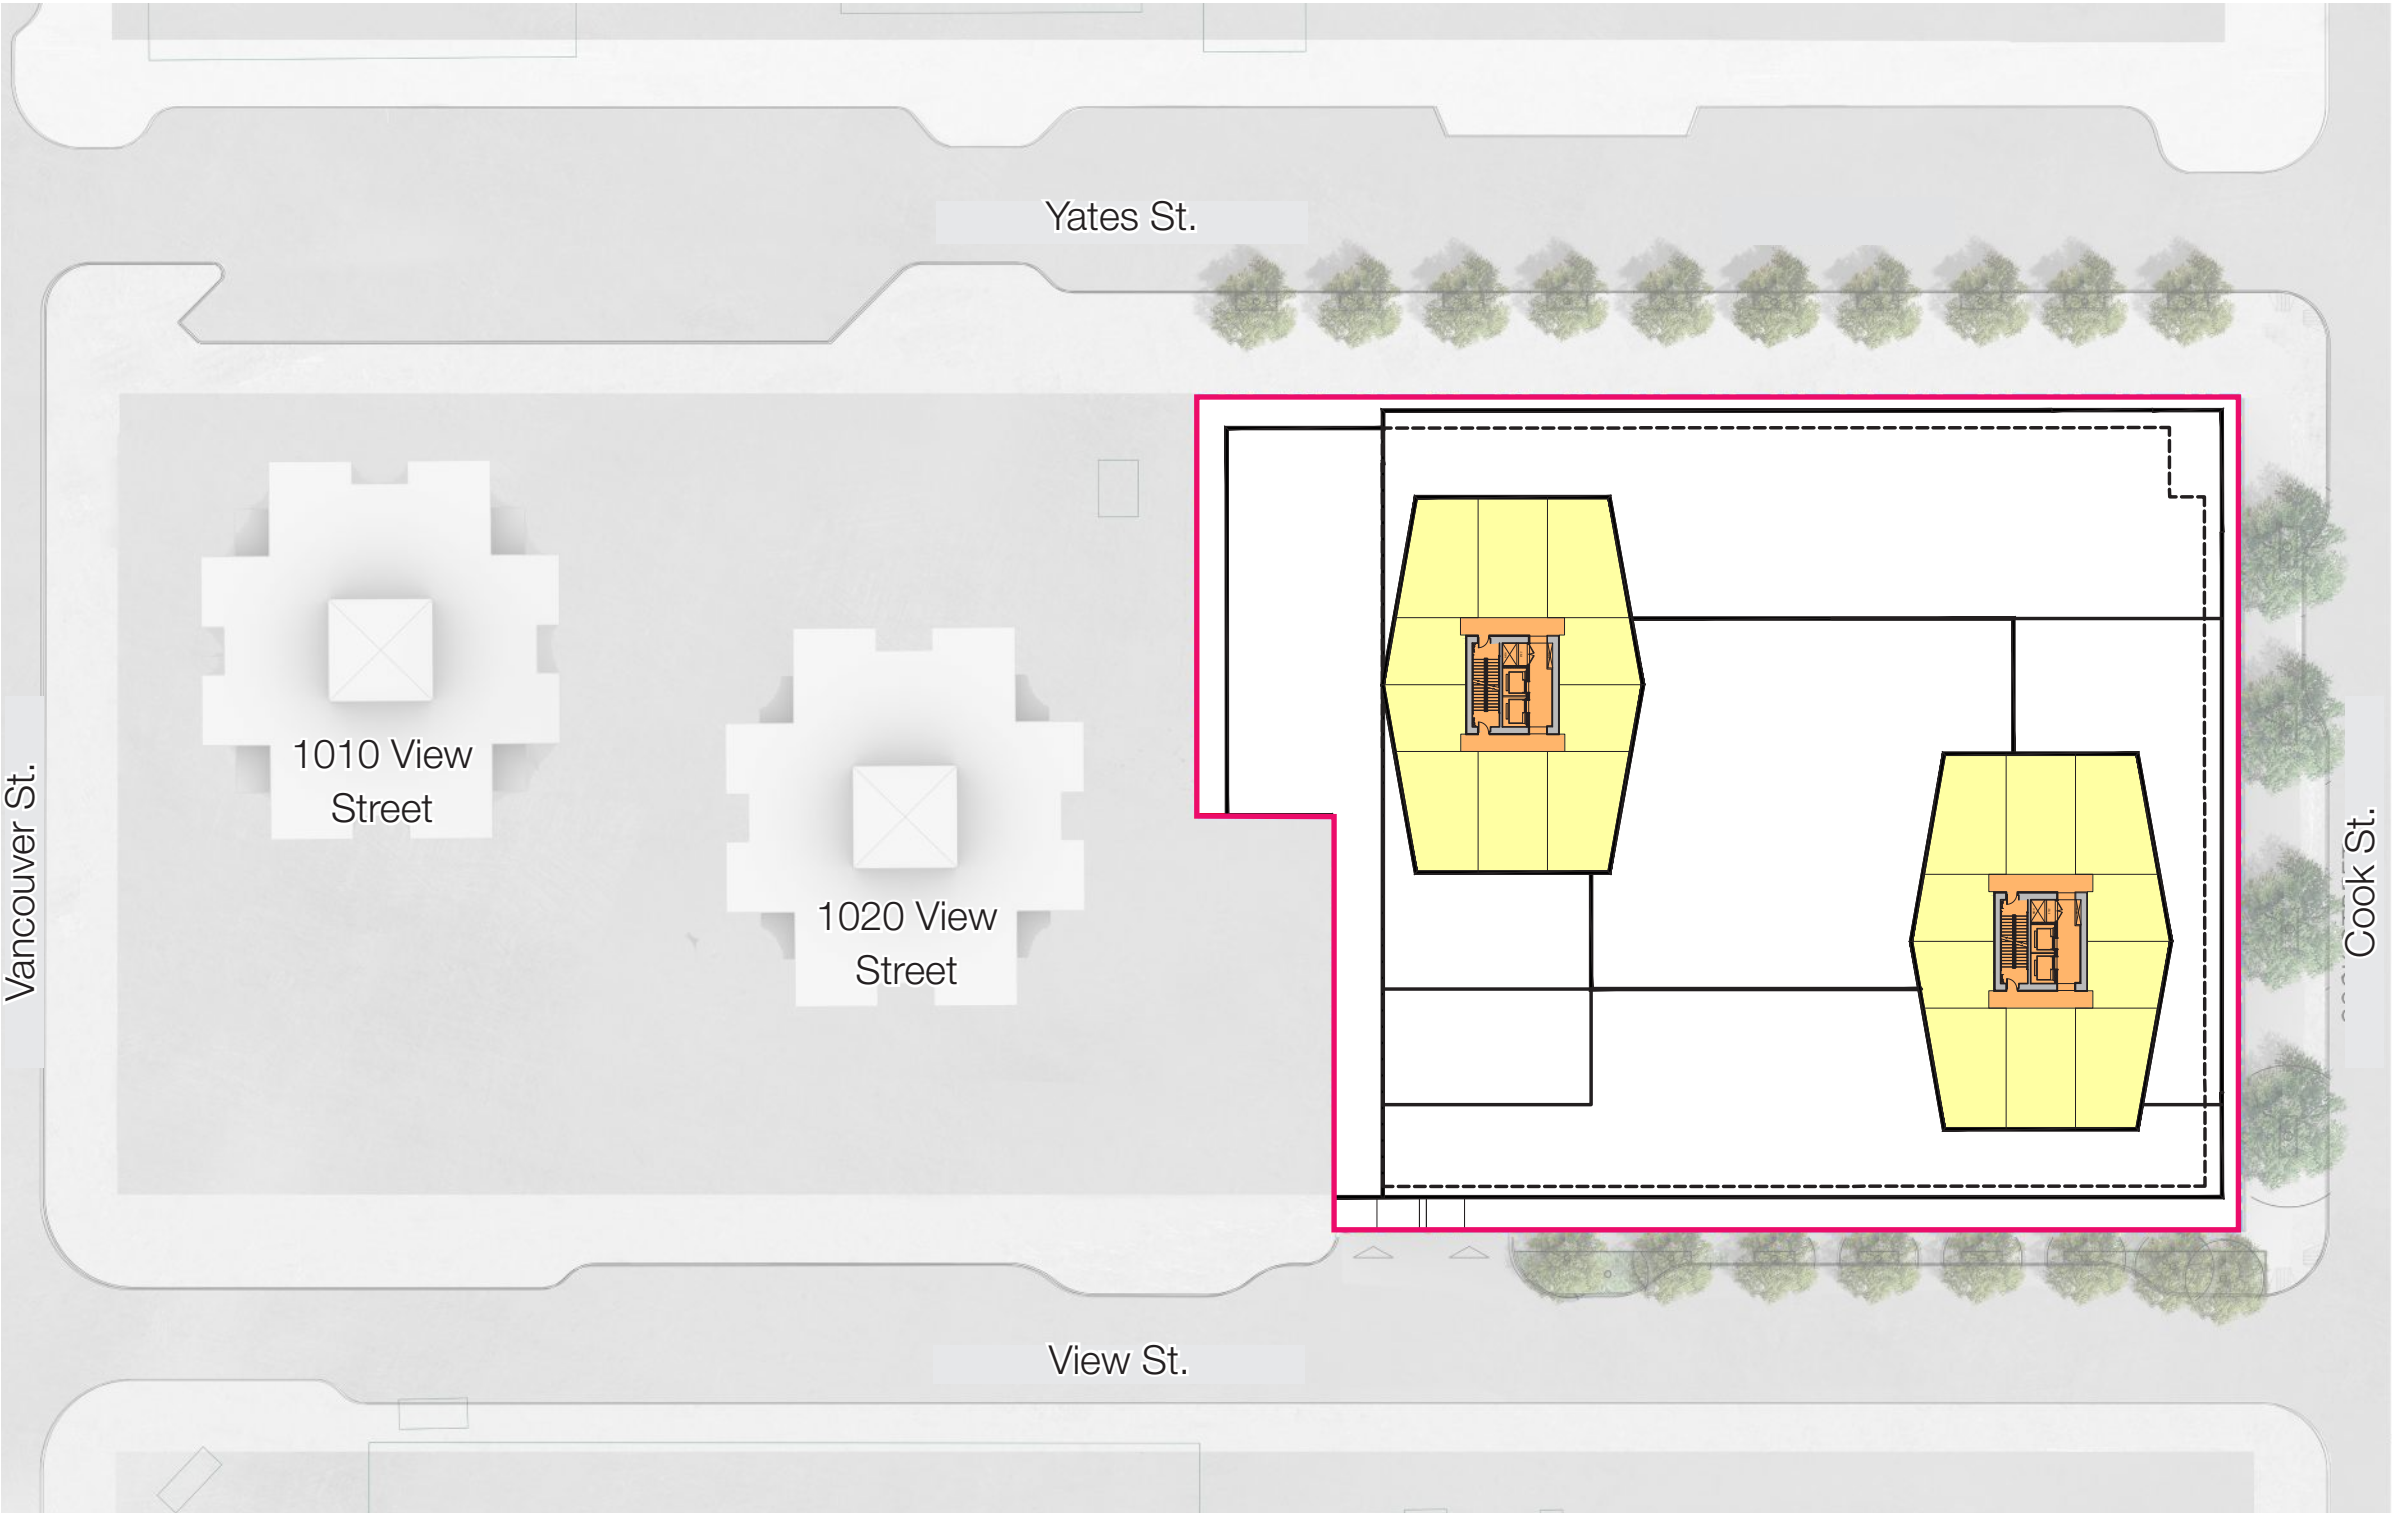 Yates St.
1010 View
Street
1020 View
Street
Vancouver St.
Cook St.
View St.